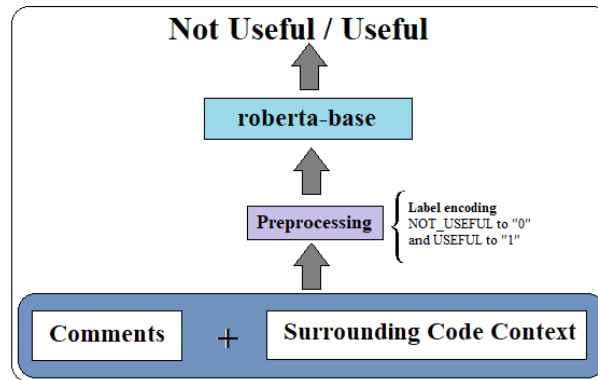 Not Useful / Useful
roberta-base
Preprocessing
Label encoding
NOT_USEFUL to "0"
and USEFUL to "1"
Comments + Surrounding Code Context